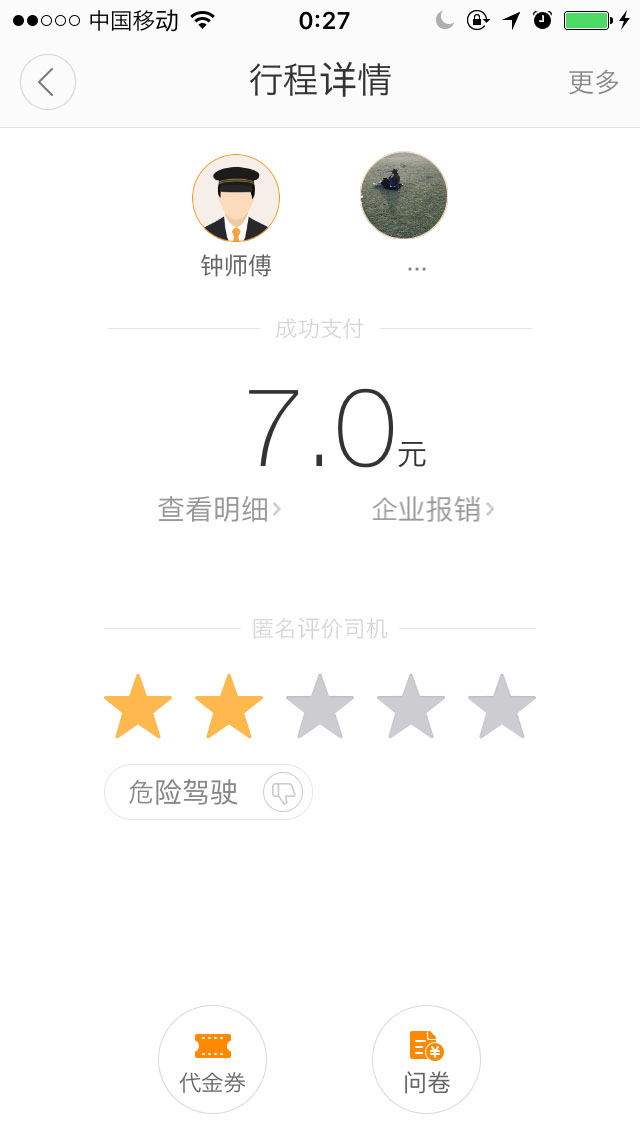 中国移动 0:27
行程详情 更多
钟师傅 ...
成功支付
7.0元
查看明细 企业报销
匿名评价司机
危险驾驶
代金券 问卷